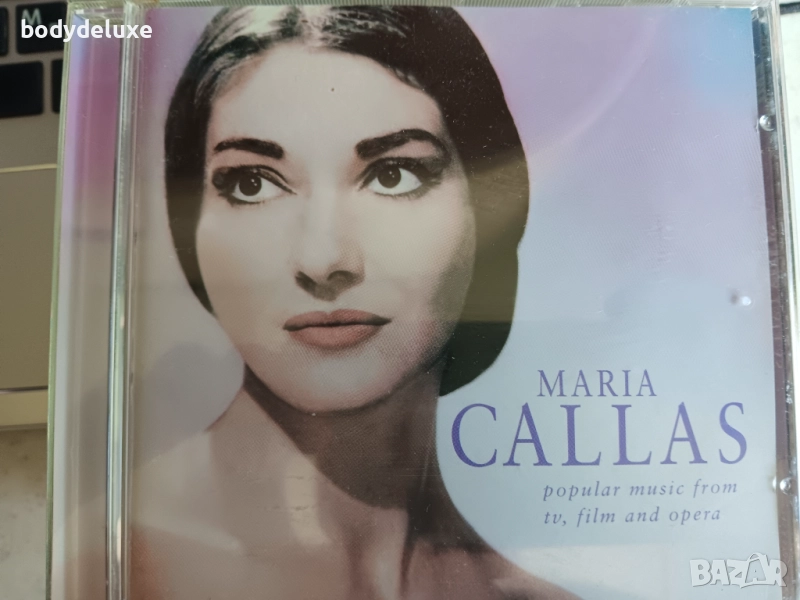 M
bodydeluxe
MARIA
CALLAS
popular music from
tv, film and opera
BAZAR